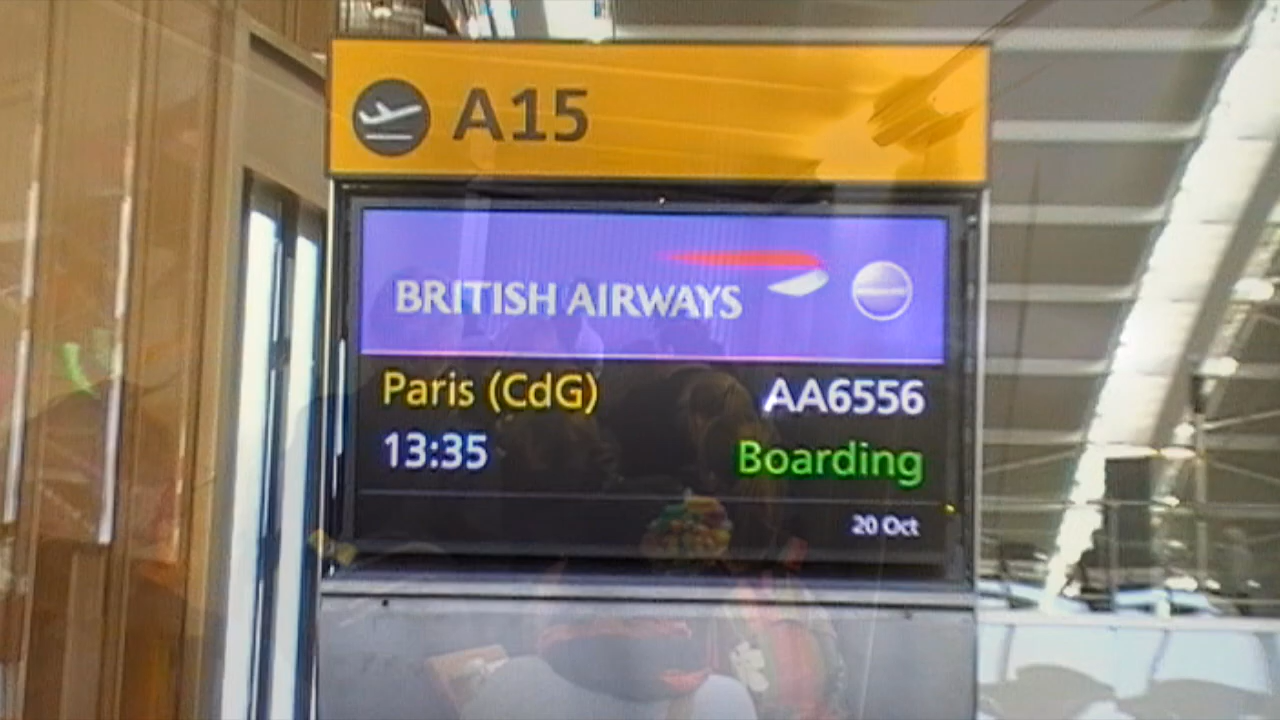 A15
BRITISH AIRWAYS
Paris (CdG) AA6556
13:35 Boarding
20 Oct